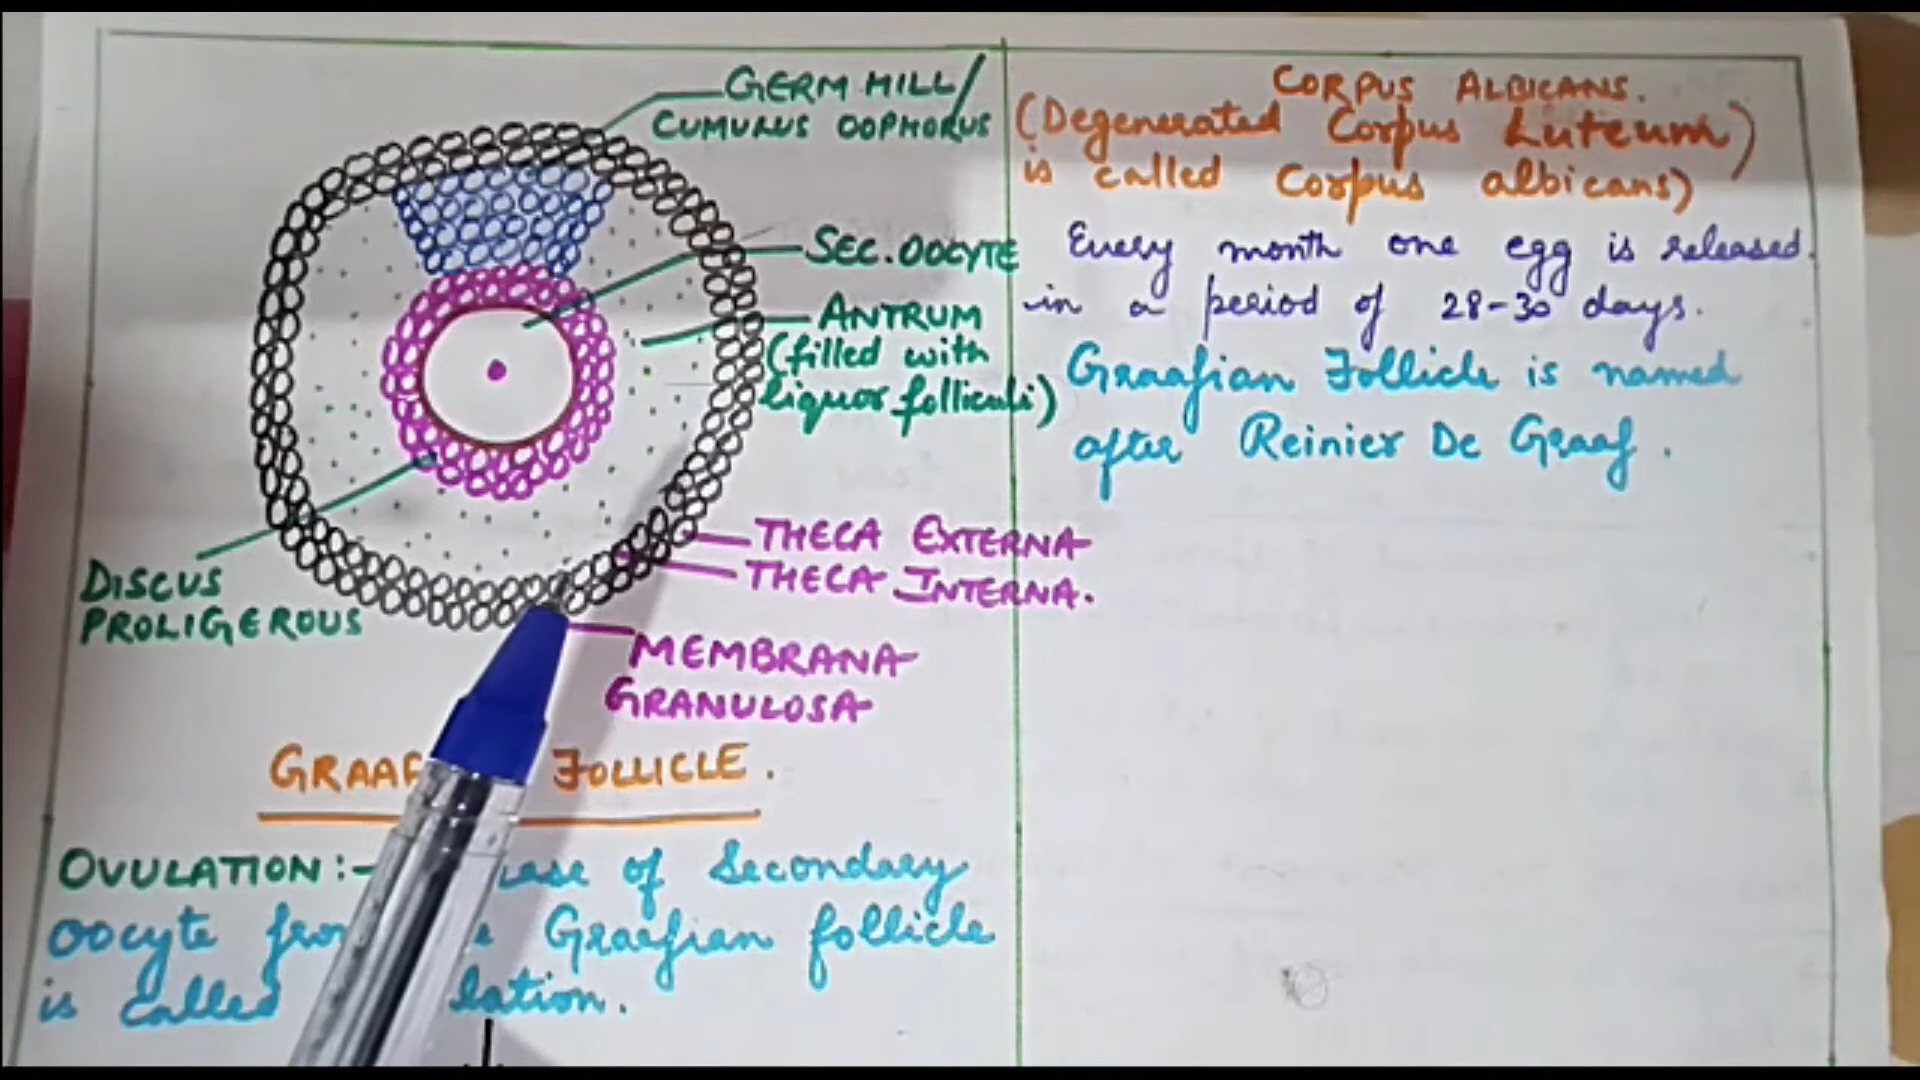 GERM HILL/
CUMULUS OOPHORUS
SEC. OOCYTE
ANTRUM
(filled with
liquor folliculi)
THECA EXTERNA
THECA INTERNA.
MEMBRANA
GRANULOSA
DISCUS
PROLIGEROUS
FOLLICLE.
OVULATION :-
of Secondary
oocyte
Graafian follicle
is called
CORPUS ALBICANS.
(Degenerated Corpus Luteum)
is called Corpus albicans)
Every month one egg is released.
in a period of 28-30 days.
Graafian Follicle is named
after Reinier De Graaf.